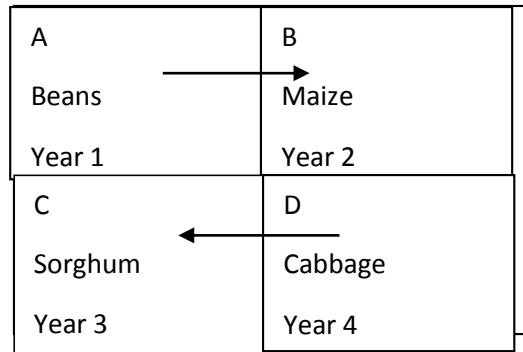 A
Beans
Year 1
B
Maize
Year 2
C
Sorghum
Year 3
D
Cabbage
Year 4